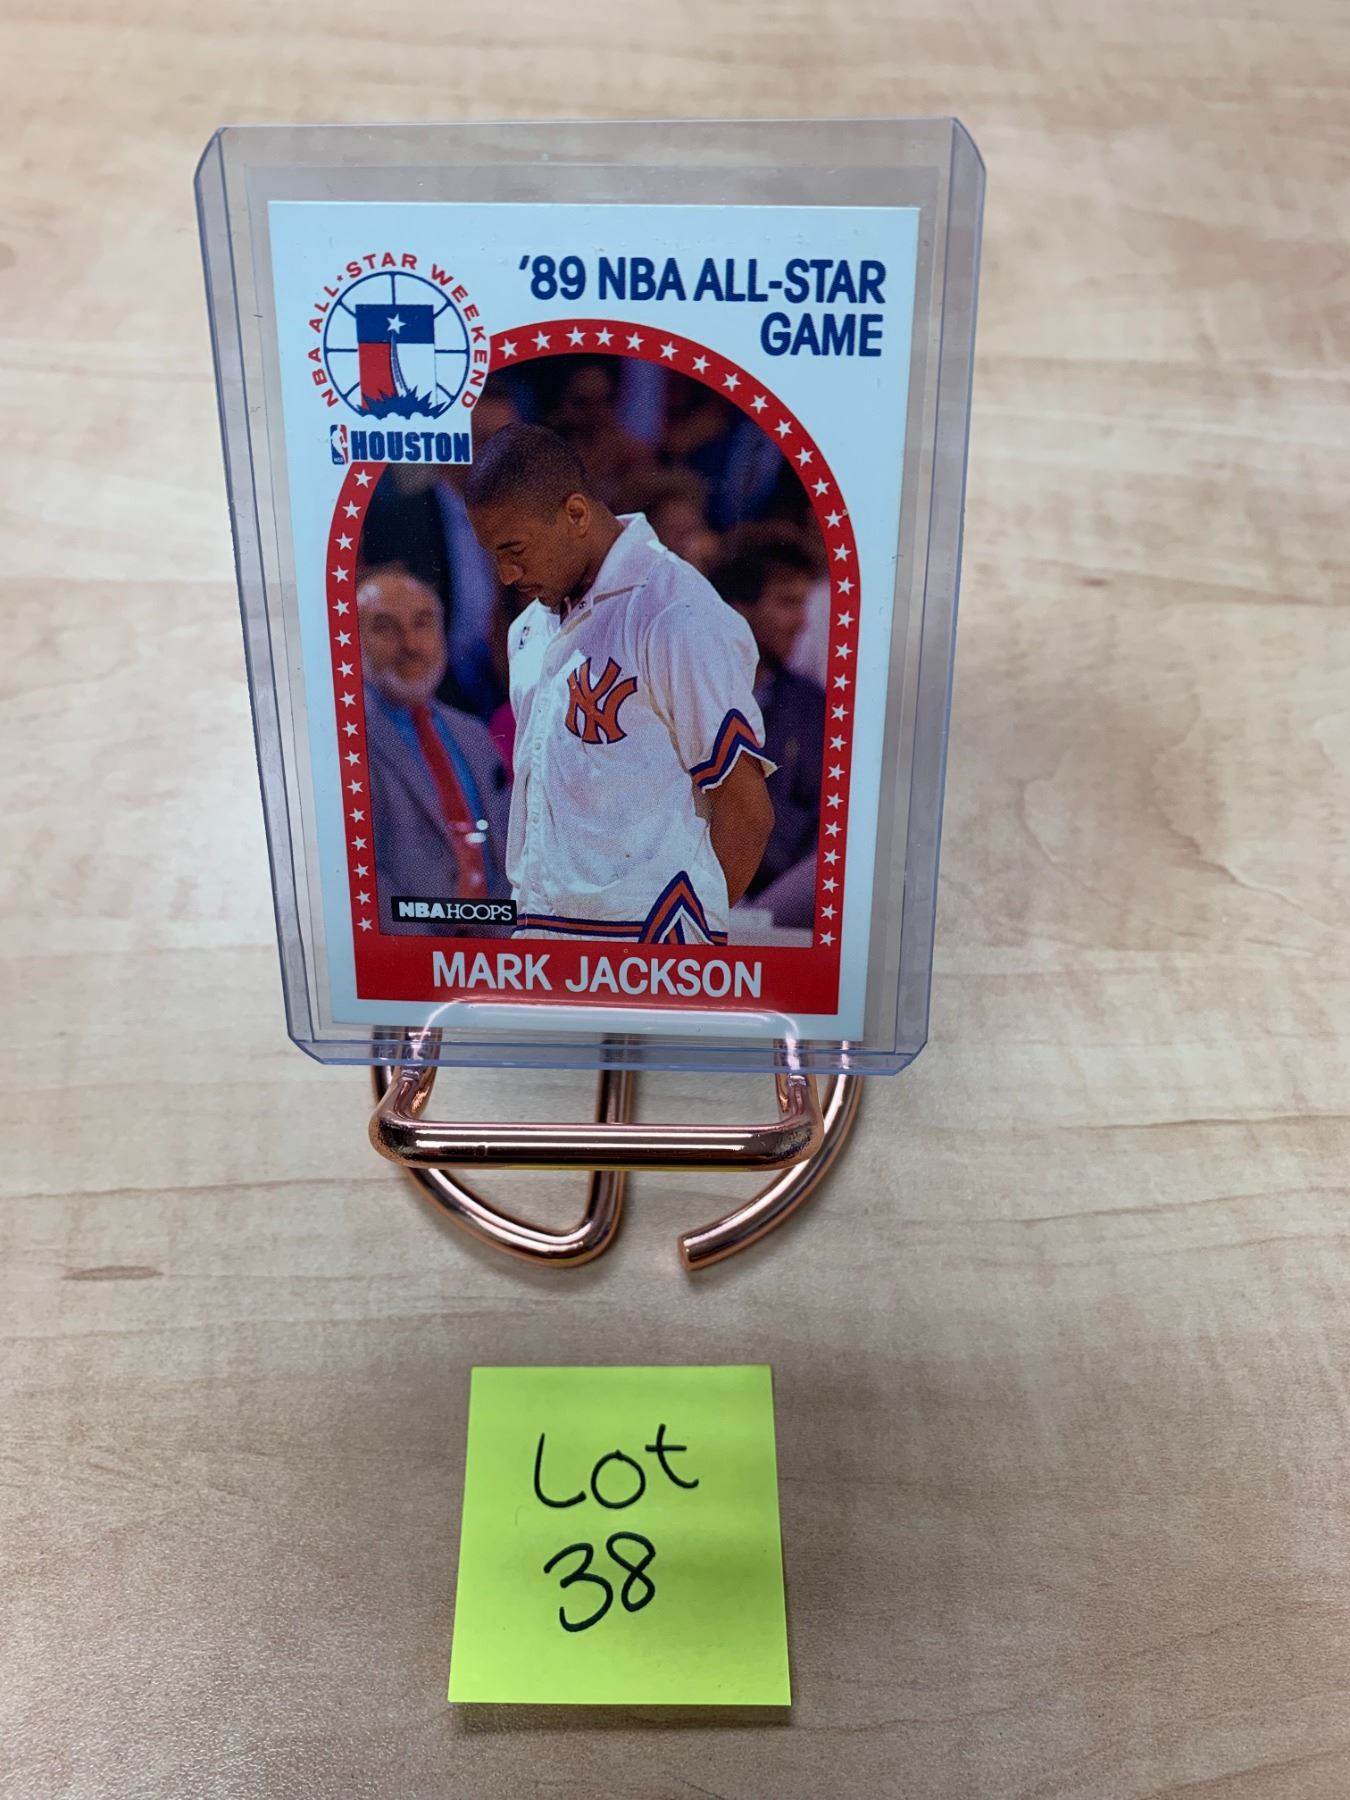 NBA ALL★STAR WEEKEND
HOUSTON
'89 NBA ALL-STAR
GAME
NY
NBA HOOPS
MARK JACKSON
Lot
38